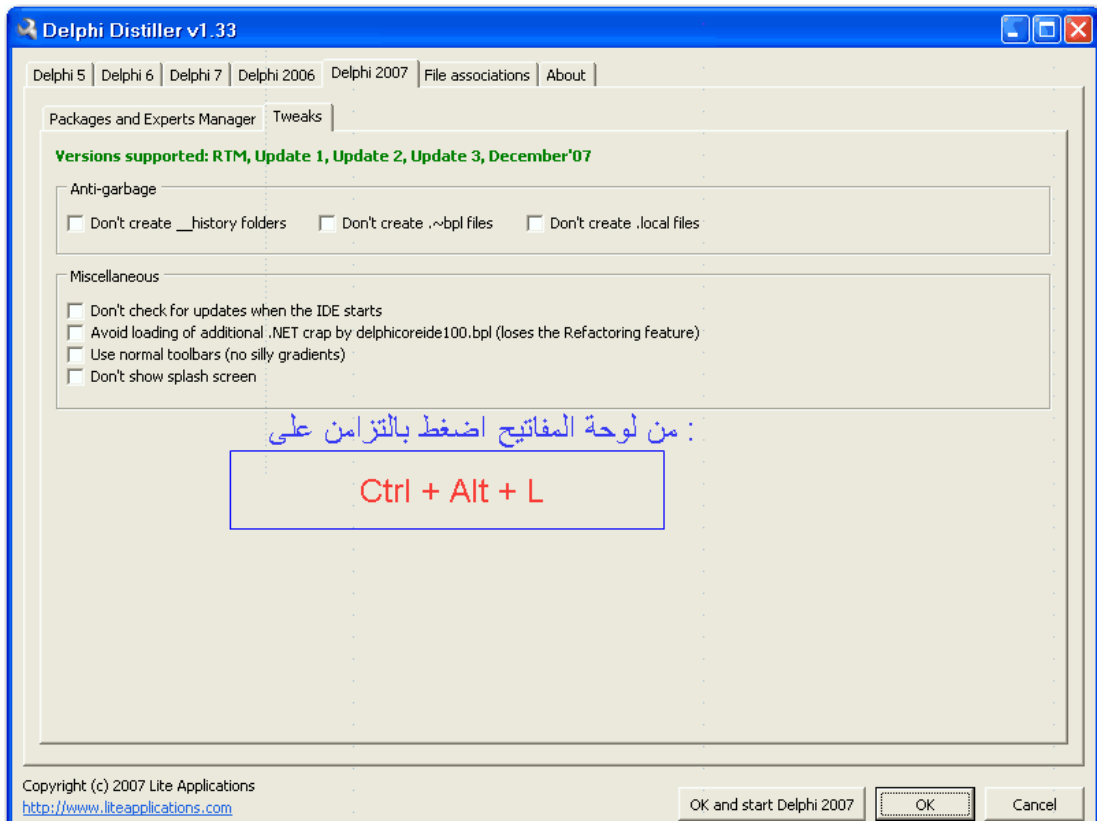 Delphi Distiller v1.33
Delphi 5 Delphi 6 Delphi 7 Delphi 2006 Delphi 2007 File associations About
Packages and Experts Manager Tweaks
Versions supported: RTM, Update 1, Update 2, Update 3, December'07
Anti-garbage
Don't create __history folders Don't create .~bpl files Don't create .local files
Miscellaneous
Don't check for updates when the IDE starts
Avoid loading of additional .NET crap by delphicoreide100.bpl (loses the Refactoring feature)
Use normal toolbars (no silly gradients)
Don't show splash screen
من لوحة المفاتيح اضغط بالتزامن على :
Ctrl + Alt + L
Copyright (c) 2007 Lite Applications
http://www.liteapplications.com
OK and start Delphi 2007 OK Cancel